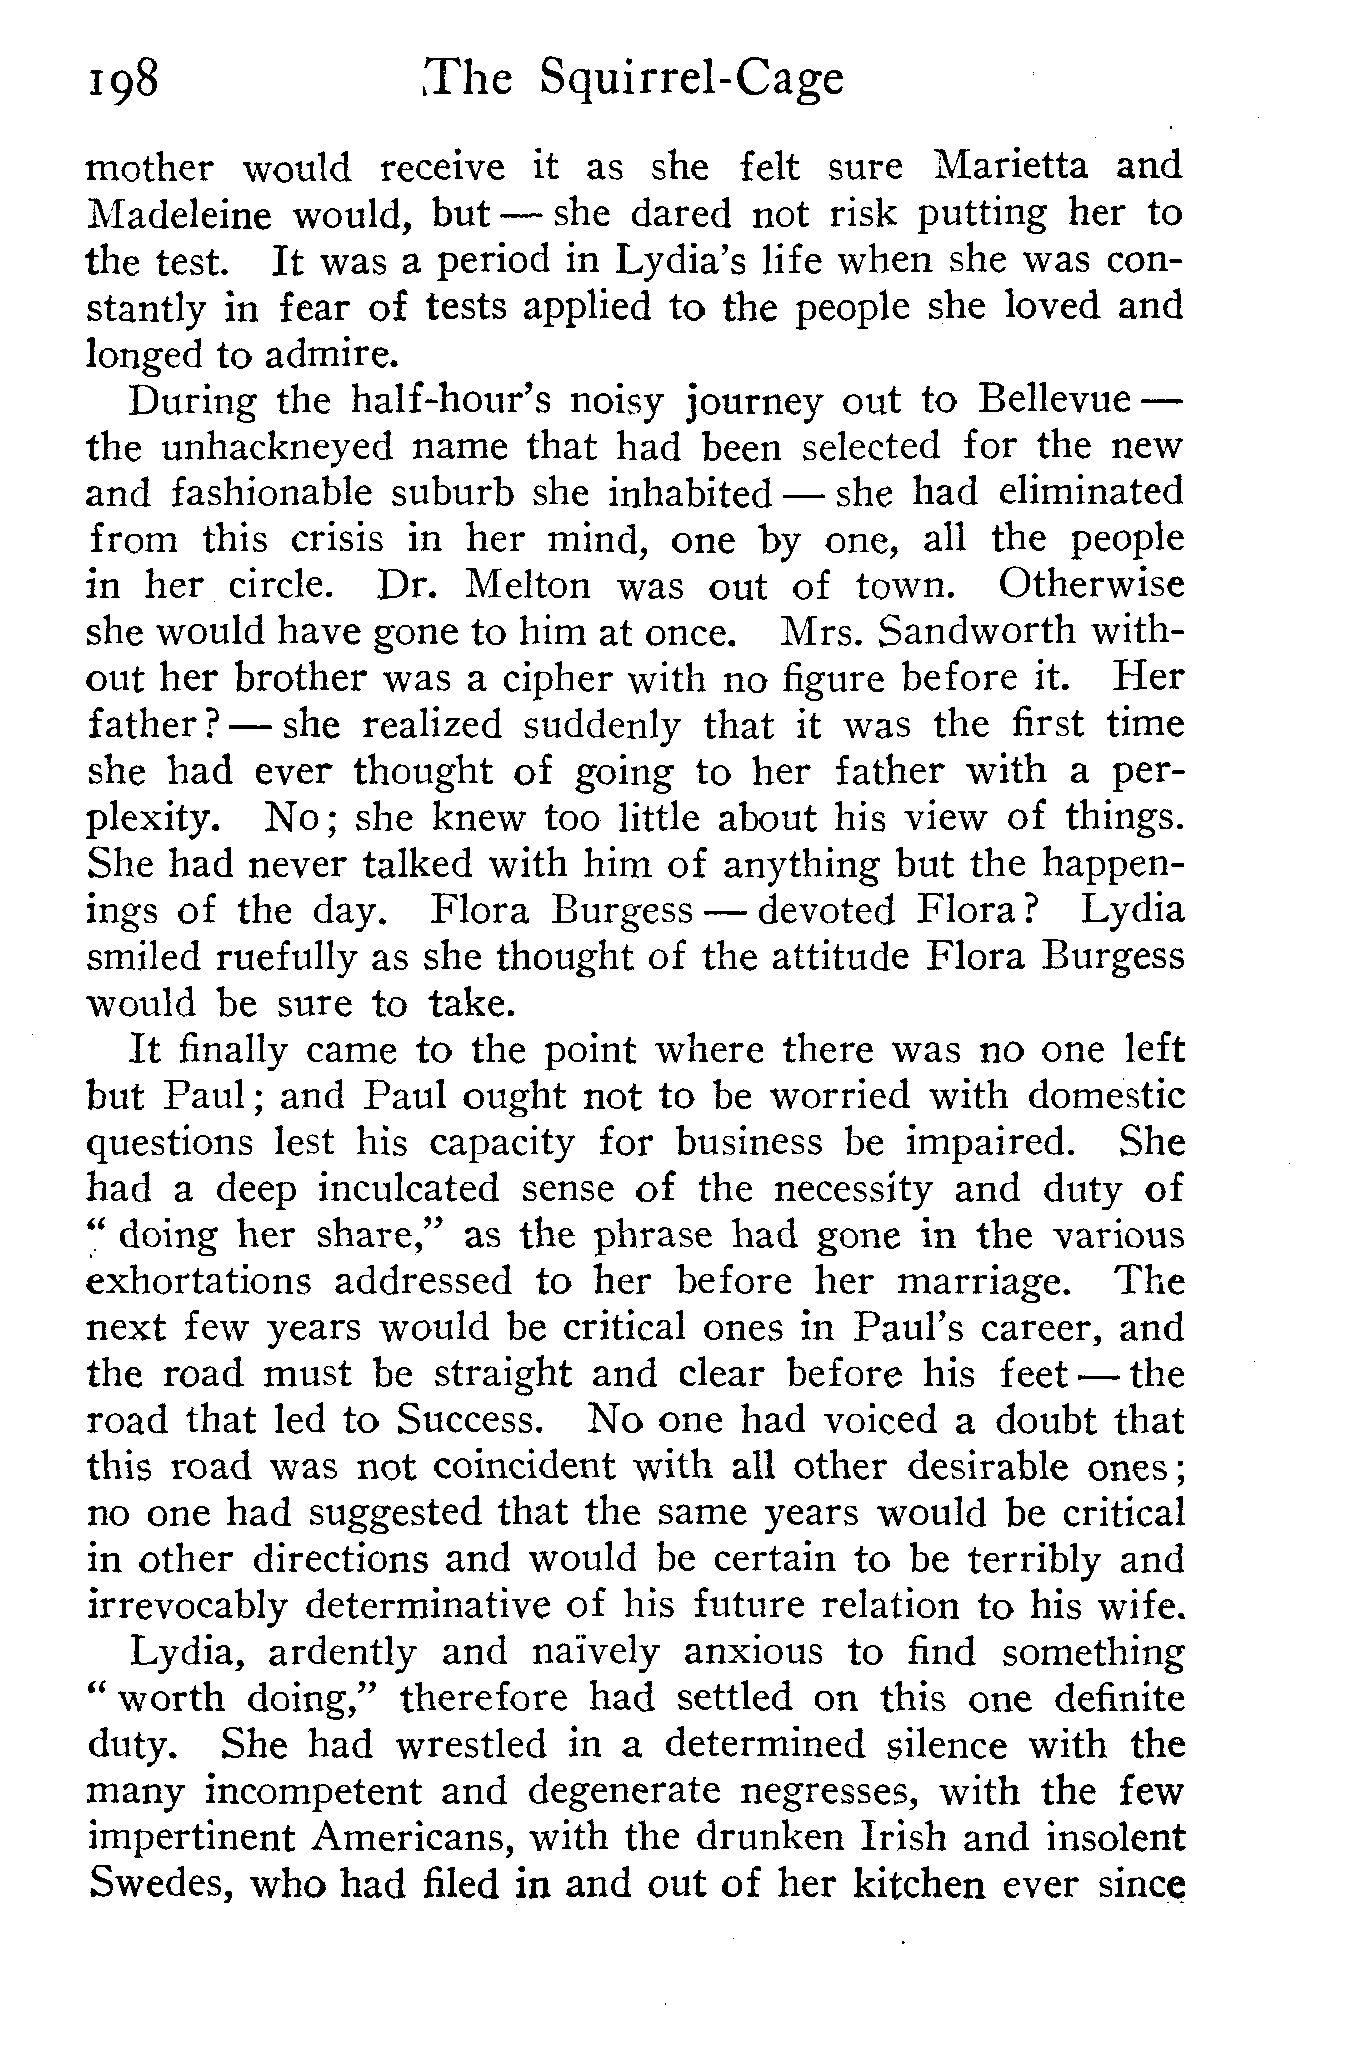 198 The Squirrel-Cage
mother would receive it as she felt sure Marietta and
Madeleine would, but — she dared not risk putting her to
the test. It was a period in Lydia's life when she was con-
stantly in fear of tests applied to the people she loved and
longed to admire.
During the half-hour's noisy journey out to Bellevue —
the unhackneyed name that had been selected for the new
and fashionable suburb she inhabited — she had eliminated
from this crisis in her mind, one by one, all the people
in her circle. Dr. Melton was out of town. Otherwise
she would have gone to him at once. Mrs. Sandworth with-
out her brother was a cipher with no figure before it. Her
father? — she realized suddenly that it was the first time
she had ever thought of going to her father with a per-
plexity. No; she knew too little about his view of things.
She had never talked with him of anything but the happen-
ings of the day. Flora Burgess — devoted Flora? Lydia
smiled ruefully as she thought of the attitude Flora Burgess
would be sure to take.
It finally came to the point where there was no one left
but Paul; and Paul ought not to be worried with domestic
questions lest his capacity for business be impaired. She
had a deep inculcated sense of the necessity and duty of
" doing her share," as the phrase had gone in the various
exhortations addressed to her before her marriage. The
next few years would be critical ones in Paul's career, and
the road must be straight and clear before his feet — the
road that led to Success. No one had voiced a doubt that
this road was not coincident with all other desirable ones;
no one had suggested that the same years would be critical
in other directions and would be certain to be terribly and
irrevocably determinative of his future relation to his wife.
Lydia, ardently and naïvely anxious to find something
" worth doing," therefore had settled on this one definite
duty. She had wrestled in a determined silence with the
many incompetent and degenerate negresses, with the few
impertinent Americans, with the drunken Irish and insolent
Swedes, who had filed in and out of her kitchen ever since